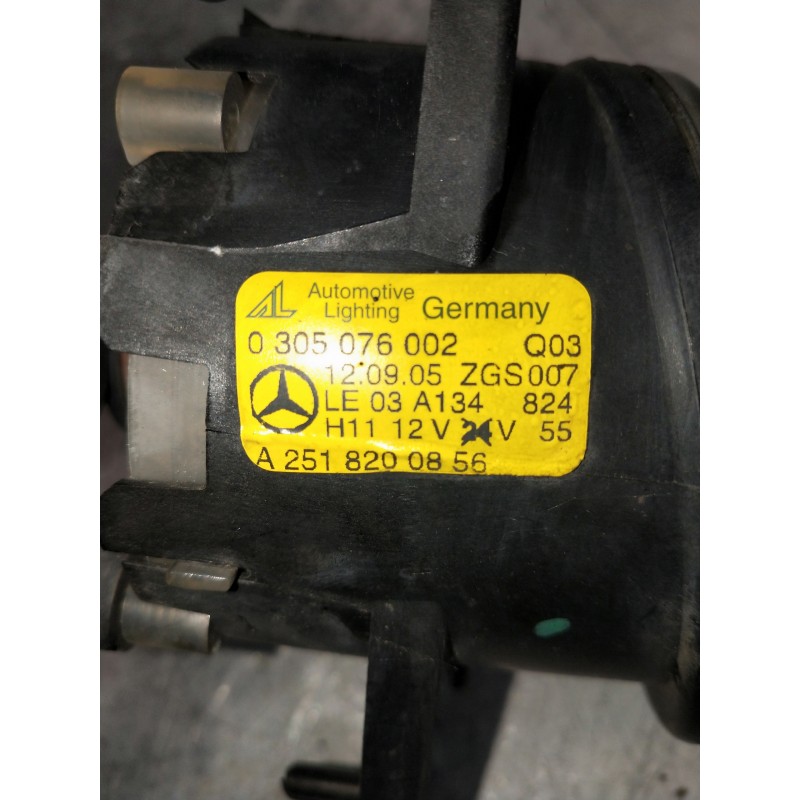 AL Automotive Lighting Germany
0 305 076 002 Q03
12.09.05 ZGS007
LE 03 A134 824
H11 12 V 24 V 55
A 251 820 08 56